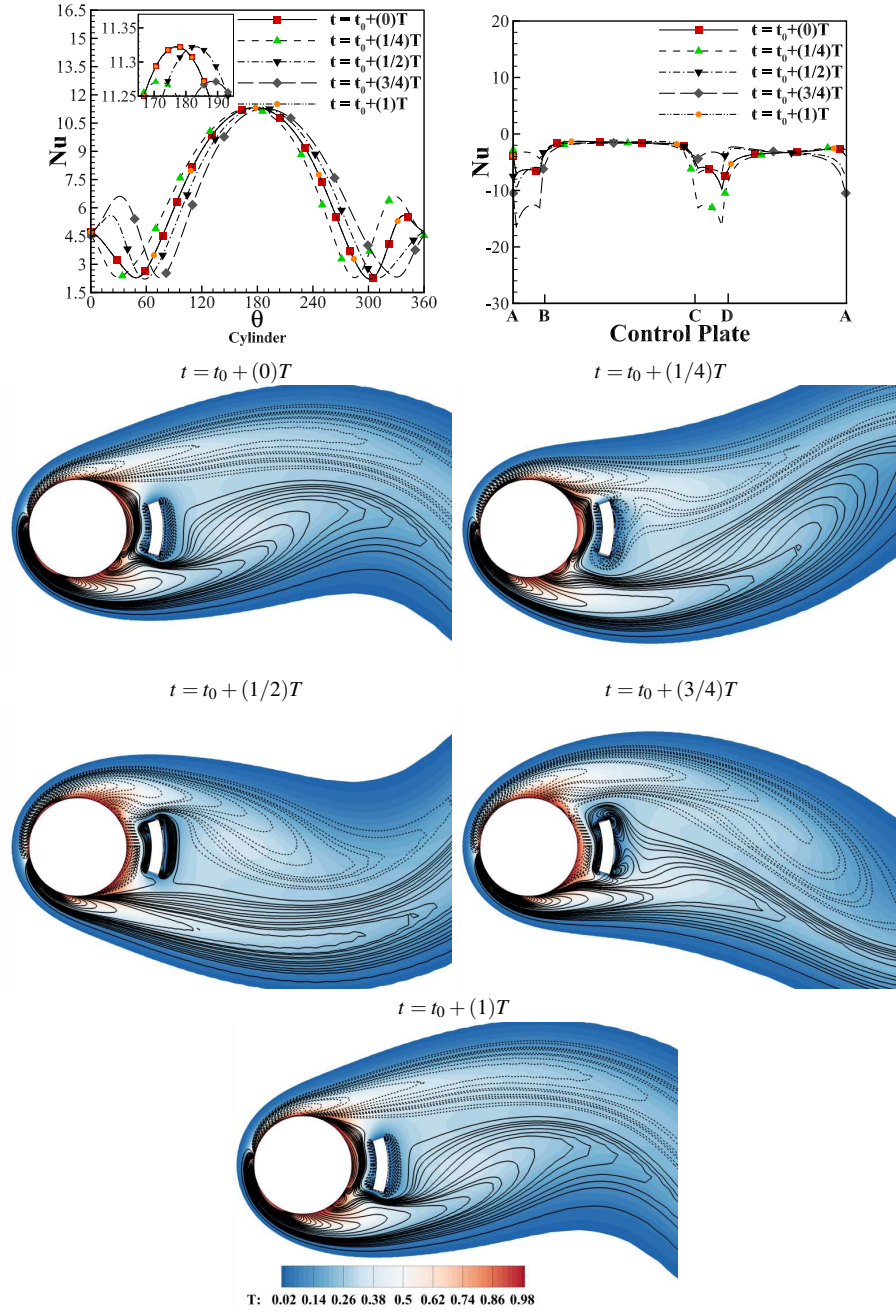 11.35
11.3
11.25
170 180 190
t = t₀+(0)T
t = t₀+(1/4)T
t = t₀+(1/2)T
t = t₀+(3/4)T
t = t₀+(1)T
16.5
15
13.5
12
10.5
9
7.5
6
4.5
3
1.5
Nu
0 60 120 180 240 300 360
θ
Cylinder
t = t₀+(0)T
t = t₀+(1/4)T
t = t₀+(1/2)T
t = t₀+(3/4)T
t = t₀+(1)T
20
10
0
-10
-20
-30
Nu
A B C D A
Control Plate
t = t₀ + (0)T
t = t₀ + (1/4)T
t = t₀ + (1/2)T
t = t₀ + (3/4)T
t = t₀ + (1)T
T: 0.02 0.14 0.26 0.38 0.5 0.62 0.74 0.86 0.98